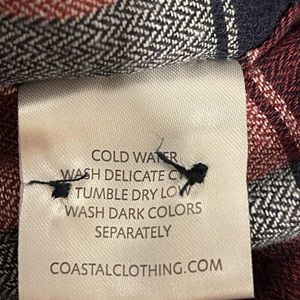 COLD WATER
WASH DELICATE
TUMBLE DRY
WASH DARK COLORS
SEPARATELY
COASTALCLOTHING.COM